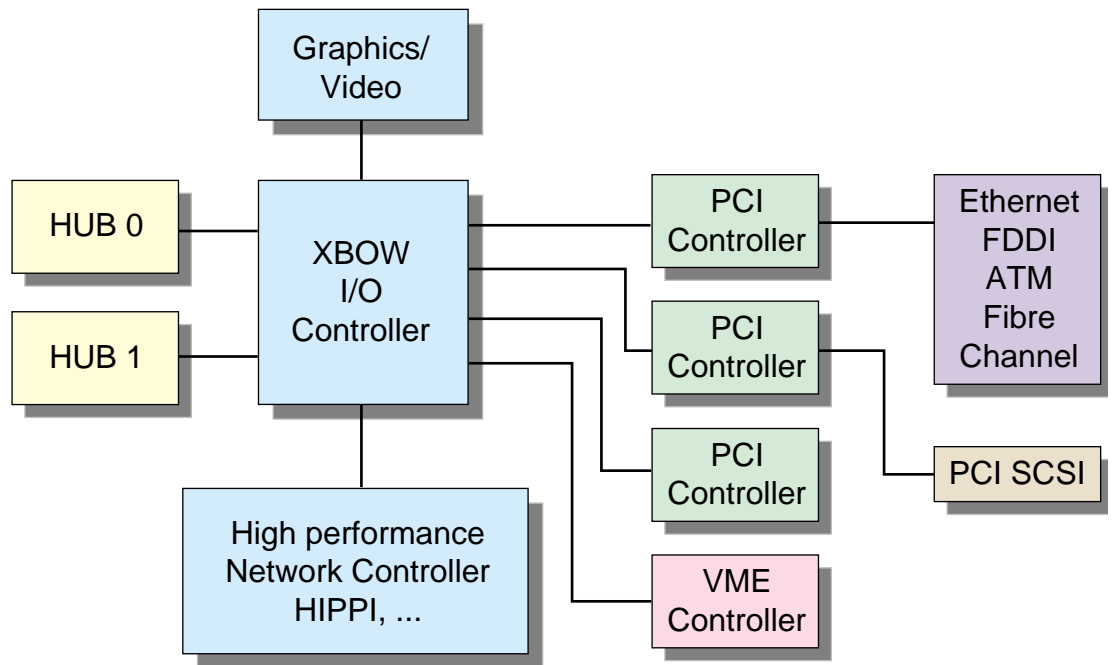 Graphics/
Video
HUB 0
HUB 1
XBOW
I/O
Controller
High performance
Network Controller
HIPPI, ...
PCI
Controller
PCI
Controller
PCI
Controller
VME
Controller
Ethernet
FDDI
ATM
Fibre
Channel
PCI SCSI